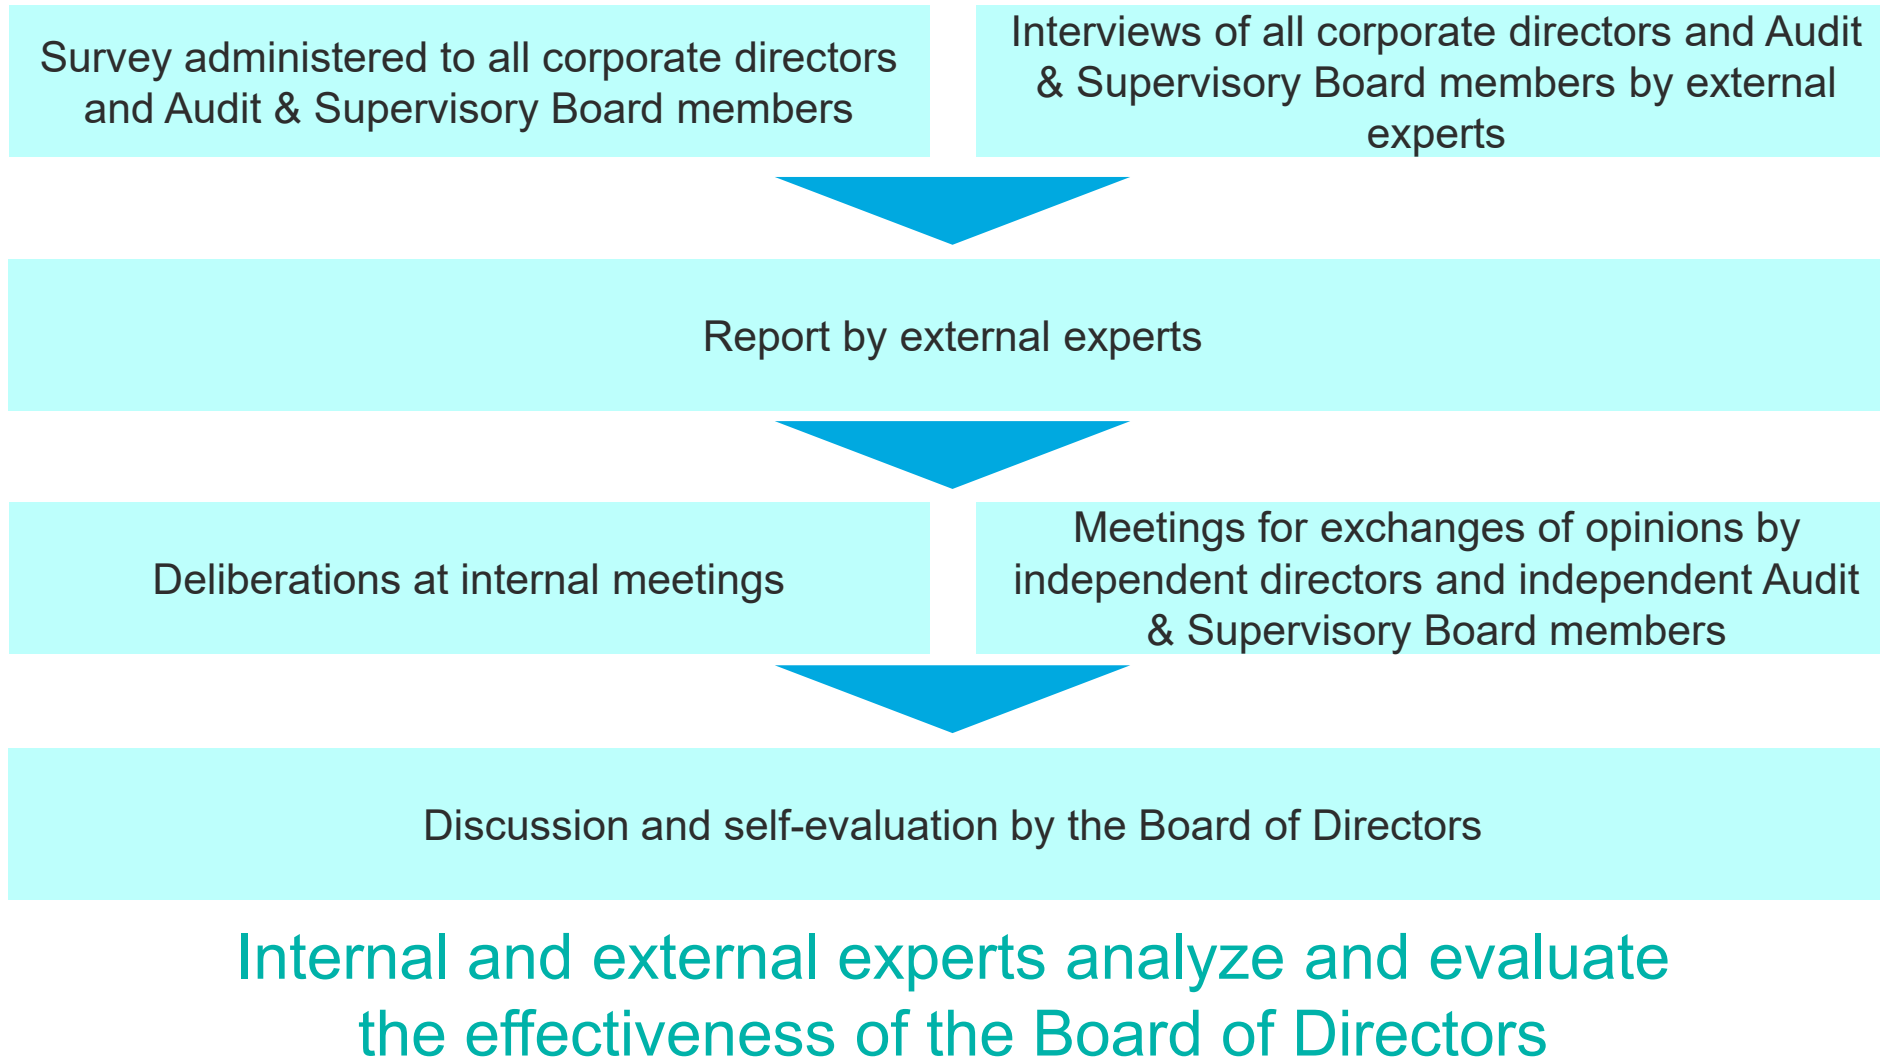 Survey administered to all corporate directors
and Audit & Supervisory Board members
Interviews of all corporate directors and Audit
& Supervisory Board members by external
experts
Report by external experts
Deliberations at internal meetings
Meetings for exchanges of opinions by
independent directors and independent Audit
& Supervisory Board members
Discussion and self-evaluation by the Board of Directors
Internal and external experts analyze and evaluate
the effectiveness of the Board of Directors